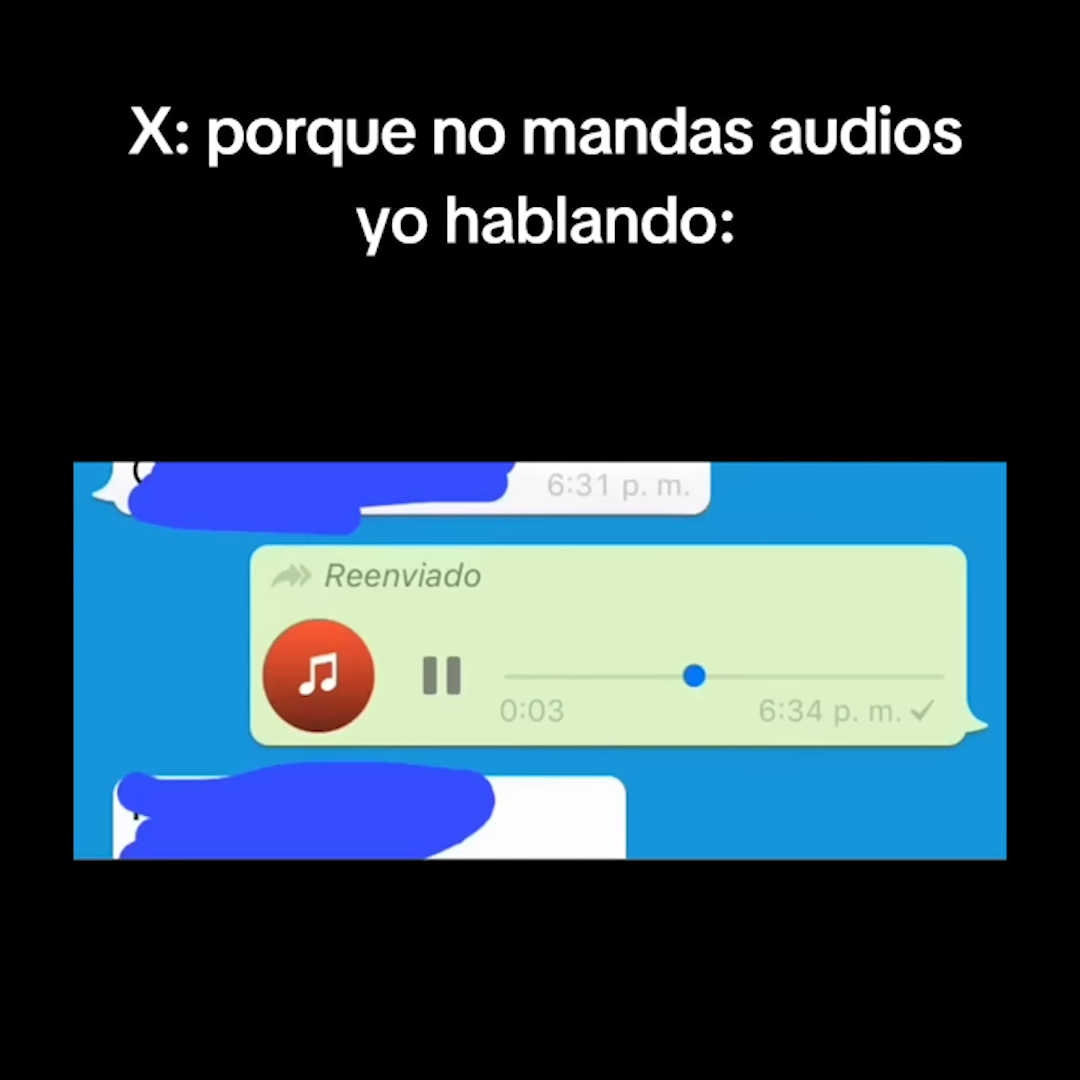 X: porque no mandas audios
yo hablando:
6:31 p. m.
Reenviado
0:03
6:34 p. m.